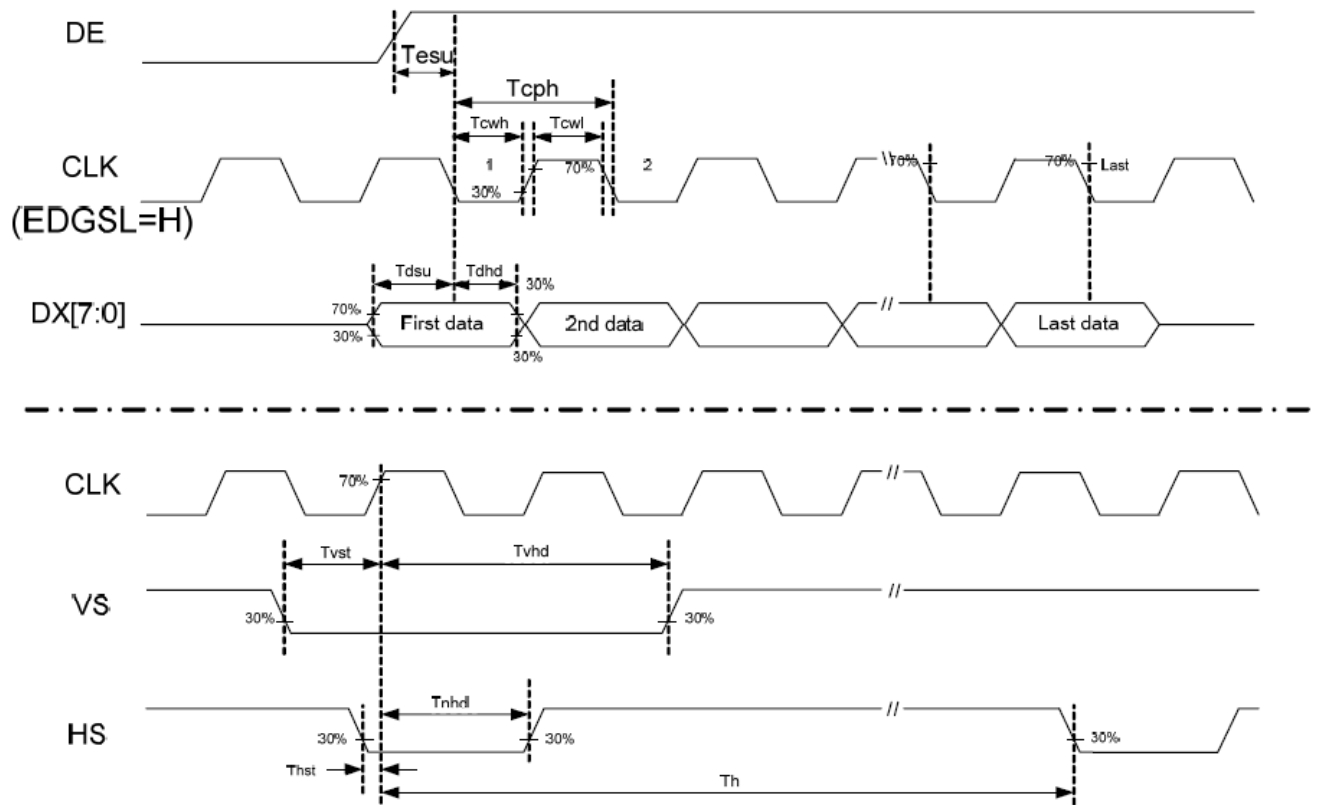 DE
Tesu
Tcph
Tcwh
Tcwl
CLK
(EDGSL=H)
1
30%
70%
2
\\
70%
70%
Last
DX[7:0]
Tdsu
Tdhd
30%
70%
30%
30%
First data
2nd data
//
Last data
CLK
70%
//
VS
Tvst
Tvhd
30%
30%
//
HS
30%
30%
//
30%
Thst
Th